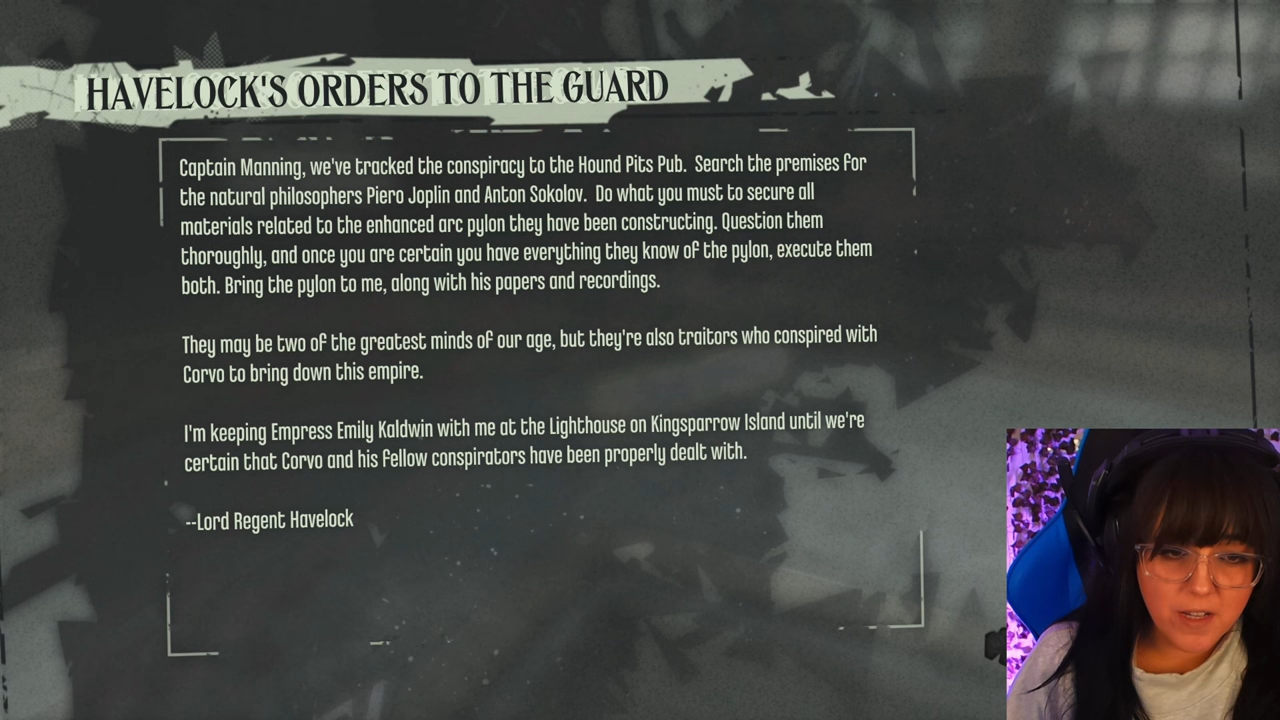 HAVELOCK'S ORDERS TO THE GUARD
Captain Manning, we've tracked the conspiracy to the Hound Pits Pub.  Search the premises for
the natural philosophers Piero Joplin and Anton Sokolov.  Do what you must to secure all
materials related to the enhanced arc pylon they have been constructing. Question them
thoroughly, and once you are certain you have everything they know of the pylon, execute them
both. Bring the pylon to me, along with his papers and recordings.
They may be two of the greatest minds of our age, but they're also traitors who conspired with
Corvo to bring down this empire.
I'm keeping Empress Emily Kaldwin with me at the Lighthouse on Kingsparrow Island until we're
certain that Corvo and his fellow conspirators have been properly dealt with.
--Lord Regent Havelock